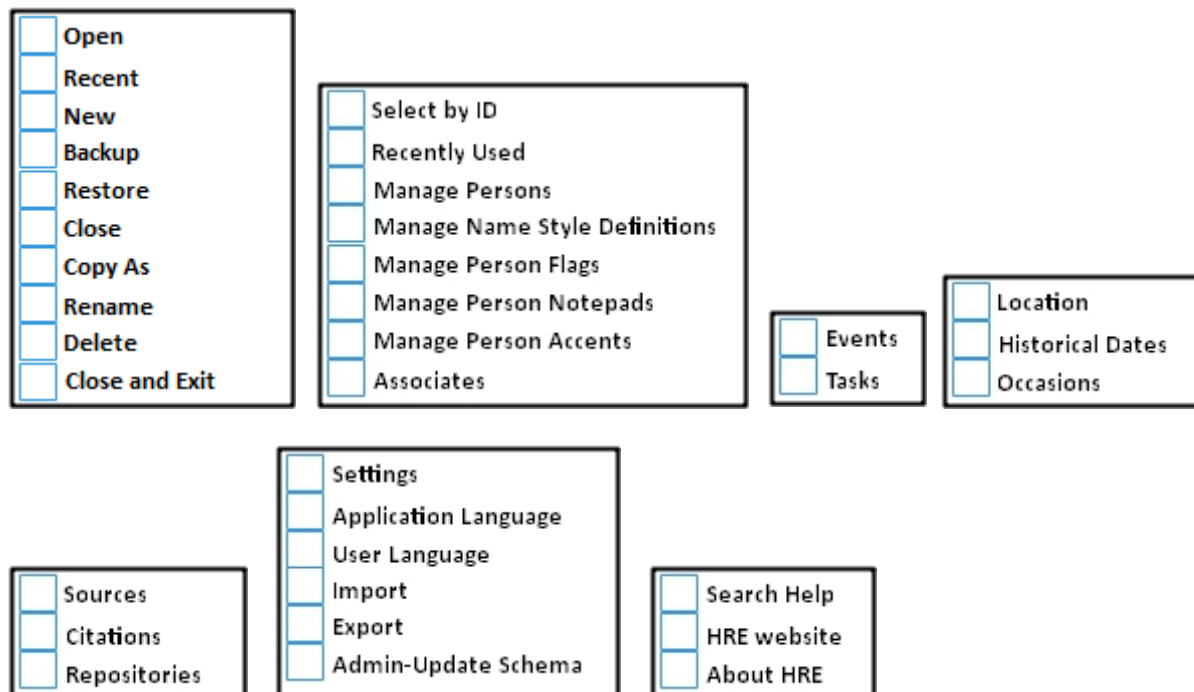 Open
Recent
New
Backup
Restore
Close
Copy As
Rename
Delete
Close and Exit
Select by ID
Recently Used
Manage Persons
Manage Name Style Definitions
Manage Person Flags
Manage Person Notepads
Manage Person Accents
Associates
Events
Tasks
Location
Historical Dates
Occasions
Sources
Citations
Repositories
Settings
Application Language
User Language
Import
Export
Admin-Update Schema
Search Help
HRE website
About HRE